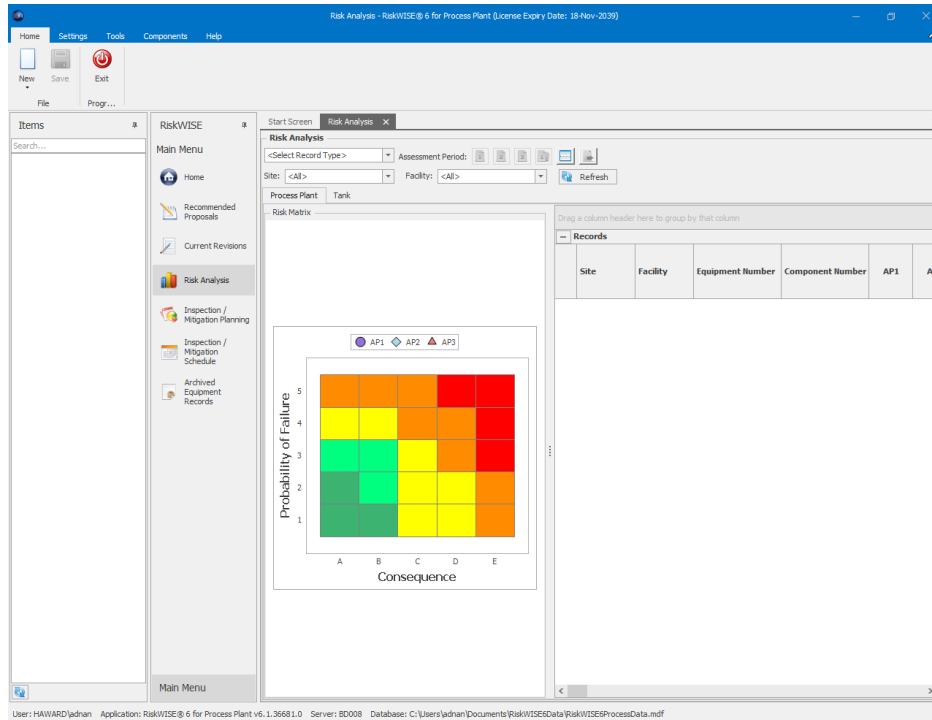 Risk Analysis - RiskWISE® 6 for Process Plant (License Expiry Date: 18-Nov-2039)
Home Settings Tools Components Help
New Save Exit
File Progr...
Items
Search...
RiskWISE
Main Menu
Home
Recommended
Proposals
Current Revisions
Risk Analysis
Inspection /
Mitigation Planning
Inspection /
Mitigation
Schedule
Archived
Equipment
Records
Main Menu
Start Screen Risk Analysis X
Risk Analysis
<Select Record Type> Assessment Period:
Site: <All> Facility: <All> Refresh
Process Plant Tank
Risk Matrix
AP1 AP2 AP3
Probability of Failure
5
4
3
2
1
A B C D E
Consequence
Drag a column header here to group by that column
Records
Site Facility Equipment Number Component Number AP1 A
User: HAWARD\adnan Application: RiskWISE® 6 for Process Plant v6.1.36681.0 Server: BD008 Database: C:\Users\adnan\Documents\RiskWISE6Data\RiskWISE6ProcessData.mdf